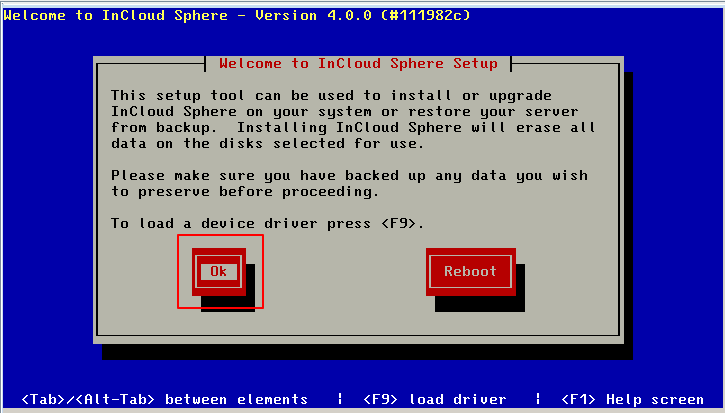 Welcome to InCloud Sphere - Version 4.0.0 (#111982c)
Welcome to InCloud Sphere Setup
This setup tool can be used to install or upgrade
InCloud Sphere on your system or restore your server
from backup.  Installing InCloud Sphere will erase all
data on the disks selected for use.
Please make sure you have backed up any data you wish
to preserve before proceeding.
To load a device driver press <F9>.
Ok Reboot
<Tab>/<Alt-Tab> between elements | <F9> load driver | <F1> Help screen